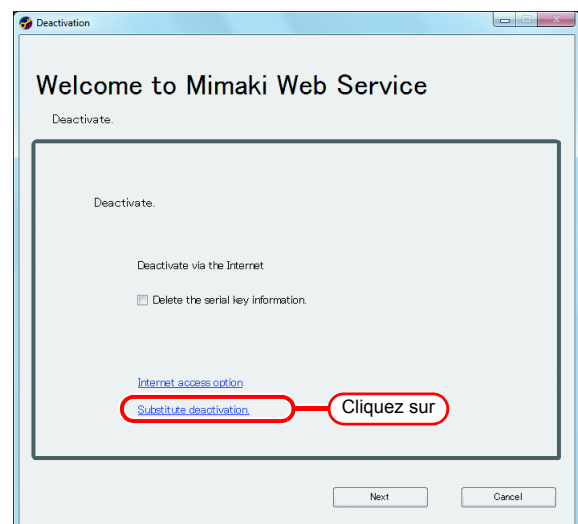 Deactivation
Welcome to Mimaki Web Service
Deactivate.
Deactivate.
Deactivate via the Internet
Delete the serial key information.
Internet access option
Substitute deactivation.
Cliquez sur
Next
Cancel